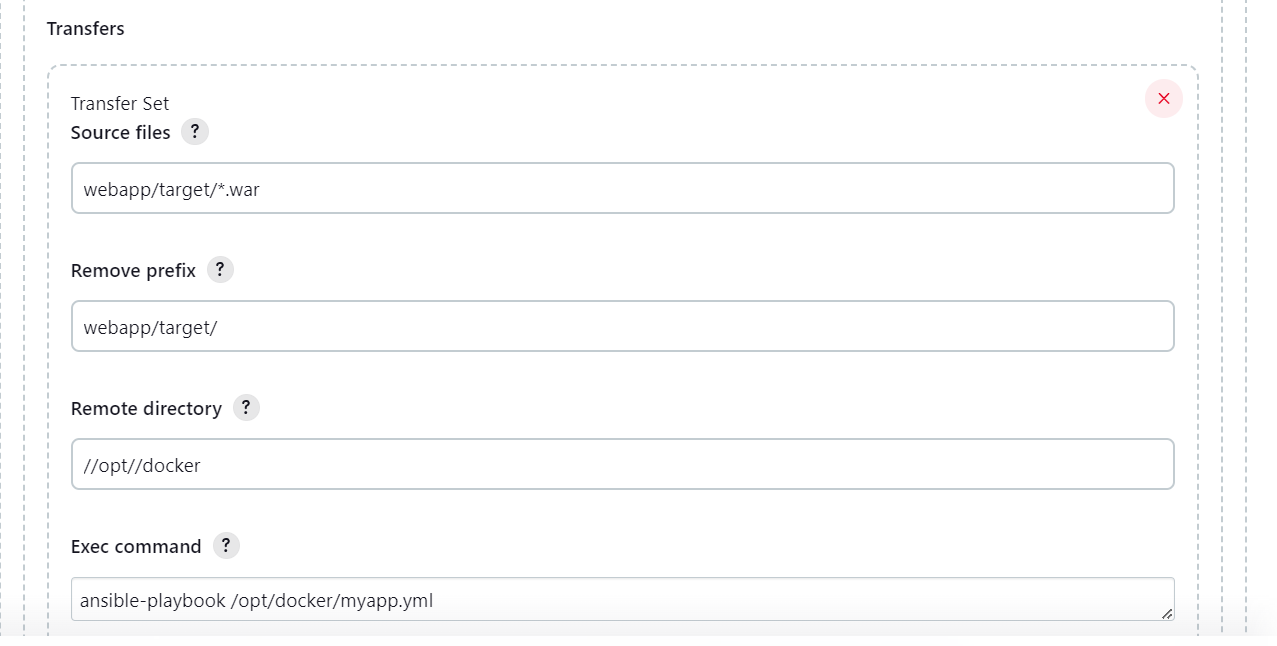 Transfers
Transfer Set
Source files ?
webapp/target/*.war
Remove prefix ?
webapp/target/
Remote directory ?
//opt//docker
Exec command ?
ansible-playbook /opt/docker/myapp.yml